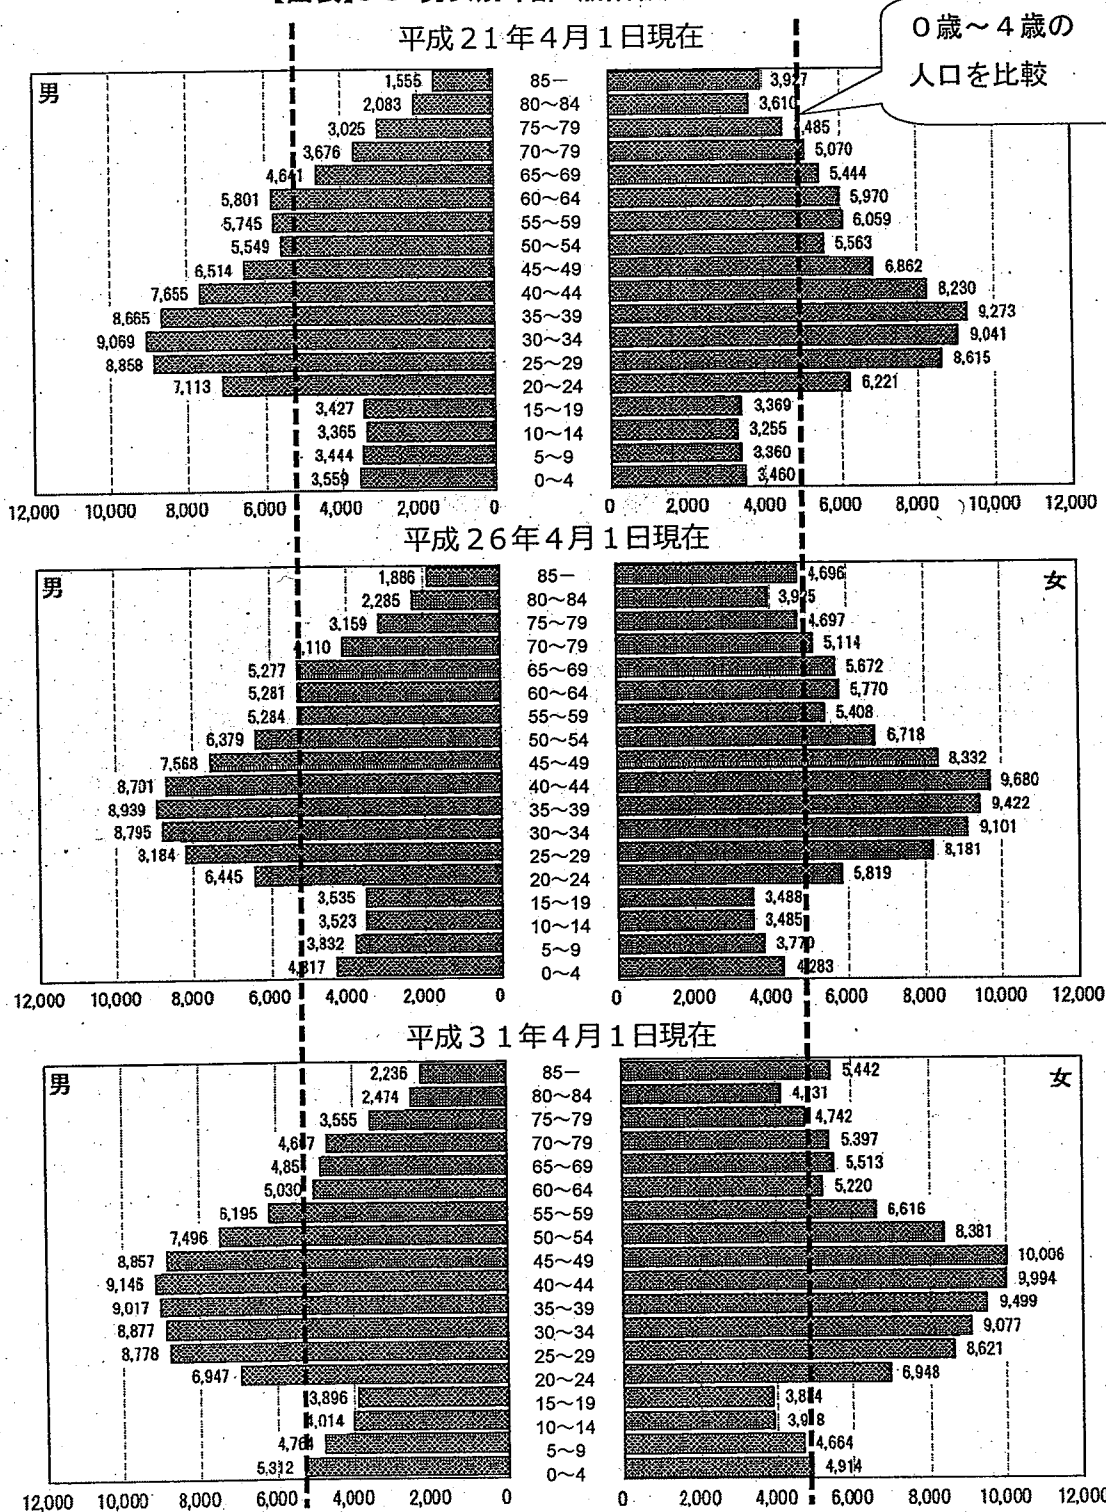 平成21年4月1日現在
0歳～4歳の
人口を比較
男
1,555 85－ 3,927
2,083 80～84 3,610
3,025 75～79 ,485
3,676 70～79 5,070
4,641 65～69 5,444
5,801 60～64 5,970
5,745 55～59 6,059
5,549 50～54 5,563
6,514 45～49 6,862
7,655 40～44 8,230
8,665 35～39 9,273
9,069 30～34 9,041
8,858 25～29 8,615
7,113 20～24 6,221
3,427 15～19 3,369
3,365 10～14 3,255
3,444 5～9 3,360
3,559 0～4 3,460
12,000 10,000 8,000 6,000 4,000 2,000 0 0 2,000 4,000 6,000 8,000 10,000 12,000
平成26年4月1日現在
男 女
1,886 85－ 4,696
2,285 80～84
3,159 75～79 4,697
,110 70～79 5,114
5,277 65～69 5,672
5,281 60～64 5,770
5,284 55～59 5,408
6,379 50～54 6,718
7,568 45～49 8,332
8,701 40～44 9,680
8,939 35～39 9,422
8,795 30～34 9,101
8,184 25～29 8,181
6,445 20～24 5,819
3,535 15～19 3,488
3,523 10～14 3,485
3,832 5～9 3,770
4,317 0～4 4,283
12,000 10,000 8,000 6,000 4,000 2,000 0 0 2,000 4,000 6,000 8,000 10,000 12,000
平成31年4月1日現在
男 女
2,236 85－ 5,442
2,474 80～84
3,555 75～79 4,742
70～79 5,397
4,85 65～69 5,513
5,030 60～64 5,220
6,195 55～59 6,616
7,496 50～54 8,381
8,857 45～49 10,006
9,146 40～44 9,994
9,017 35～39 9,499
8,877 30～34 9,077
8,778 25～29 8,621
6,947 20～24 6,948
3,896 15～19
4,014 10～14
4,764 5～9 4,664
5,312 0～4 4,914
12,000 10,000 8,000 6,000 4,000 2,000 0 0 2,000 4,000 6,000 8,000 10,000 12,000